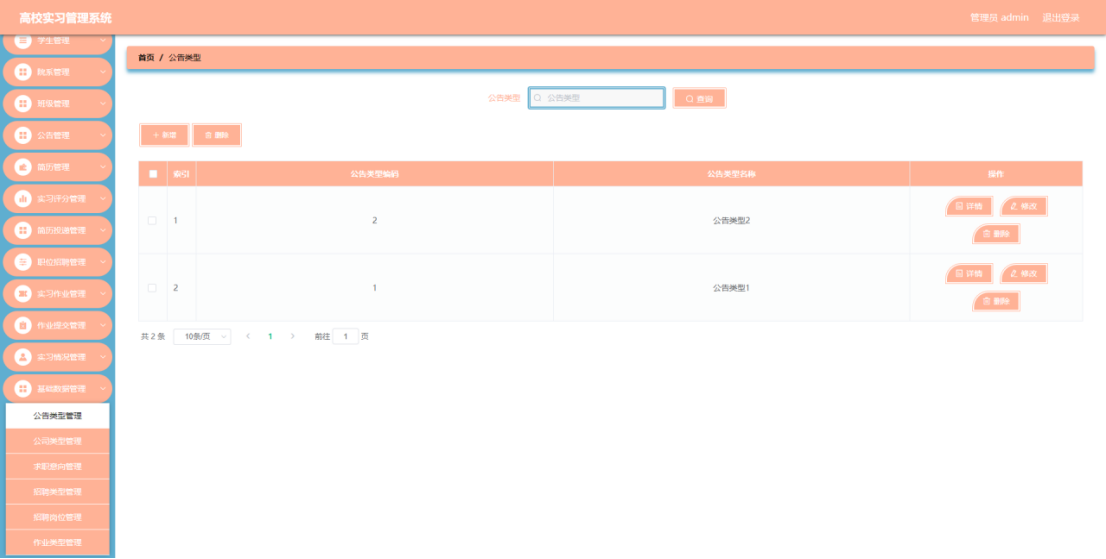 高校实习管理系统
管理员 admin 退出登录
学生管理
院系管理
班级管理
公告管理
简历管理
实习评分管理
简历投递管理
职位招聘管理
实习作业管理
作业提交管理
实习情况管理
基础数据管理
公告类型管理
公司类型管理
求职意向管理
招聘类型管理
招聘岗位管理
作业类型管理
首页 / 公告类型
公告类型 公告类型 查询
+ 新增 删除
索引 公告类型编码 公告类型名称 操作
1 2 公告类型2 详情 修改
删除
2 1 公告类型1 详情 修改
删除
共 2 条 10条/页 < 1 > 前往 1 页